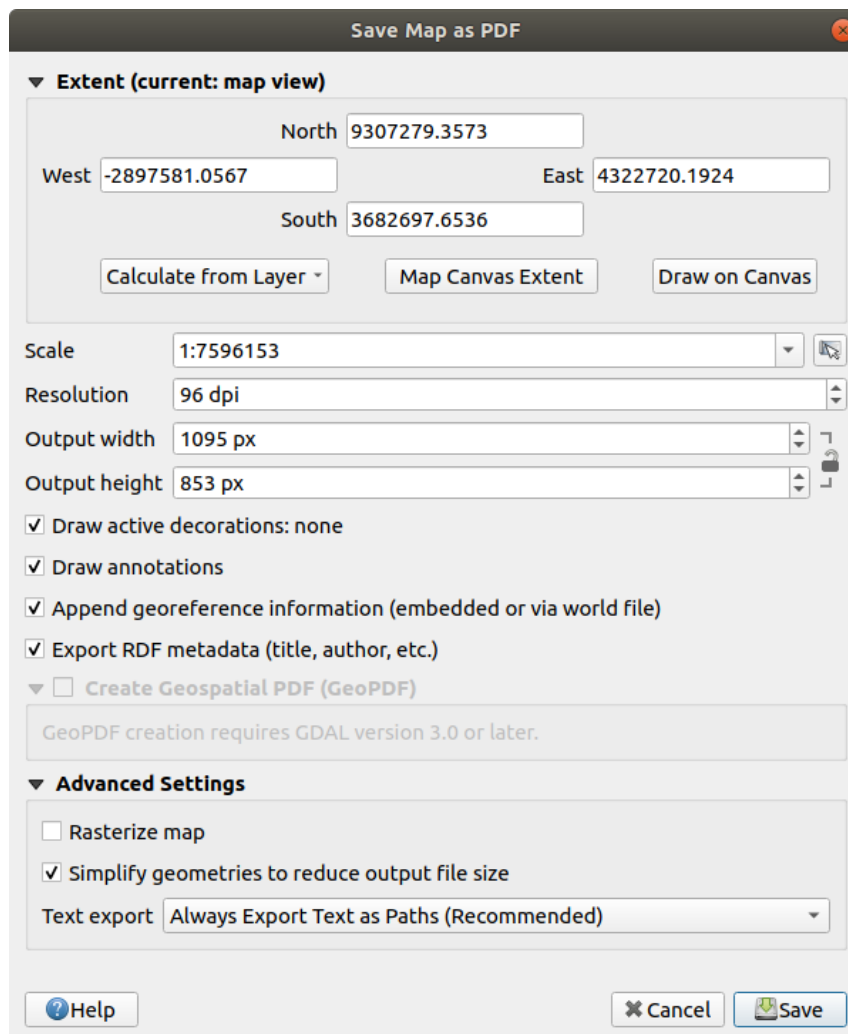 Save Map as PDF
Extent (current: map view)
North 9307279.3573
West -2897581.0567 East 4322720.1924
South 3682697.6536
Calculate from Layer Map Canvas Extent Draw on Canvas
Scale 1:7596153
Resolution 96 dpi
Output width 1095 px
Output height 853 px
Draw active decorations: none
Draw annotations
Append georeference information (embedded or via world file)
Export RDF metadata (title, author, etc.)
Create Geospatial PDF (GeoPDF)
GeoPDF creation requires GDAL version 3.0 or later.
Advanced Settings
Rasterize map
Simplify geometries to reduce output file size
Text export Always Export Text as Paths (Recommended)
Help Cancel Save